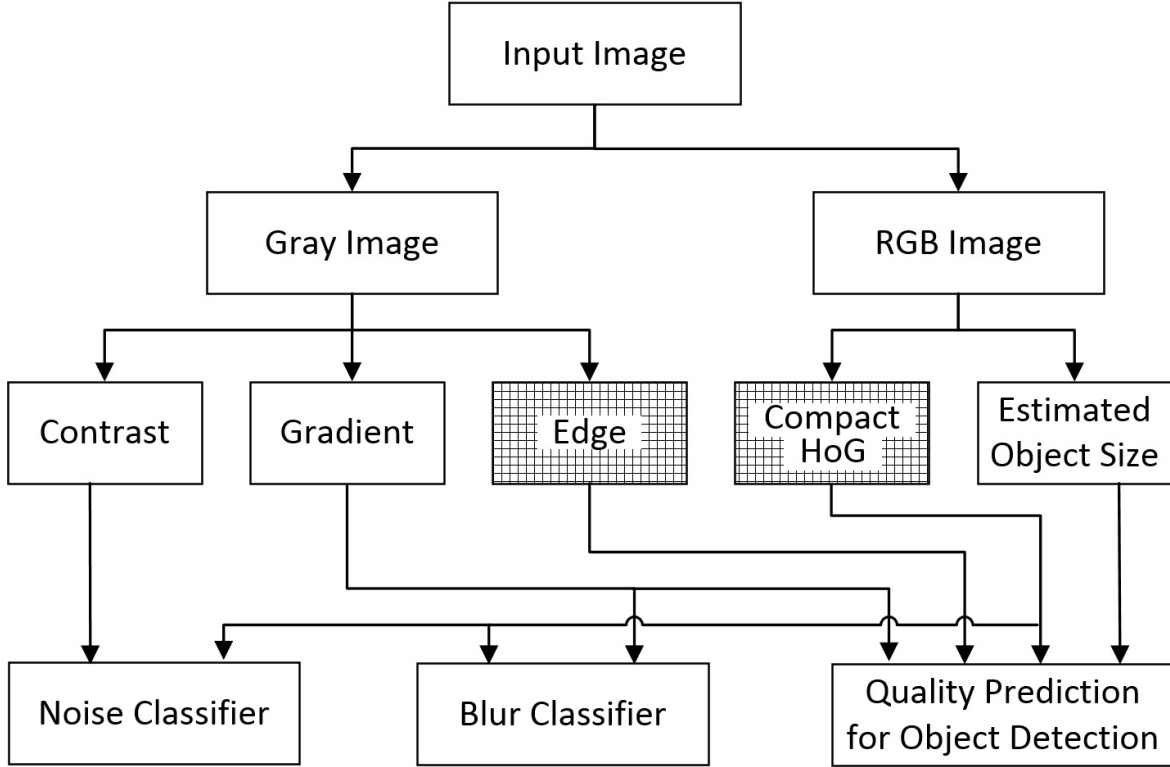 Input Image
Gray Image
RGB Image
Contrast
Gradient
Edge
Compact
HoG
Estimated
Object Size
Noise Classifier
Blur Classifier
Quality Prediction
for Object Detection